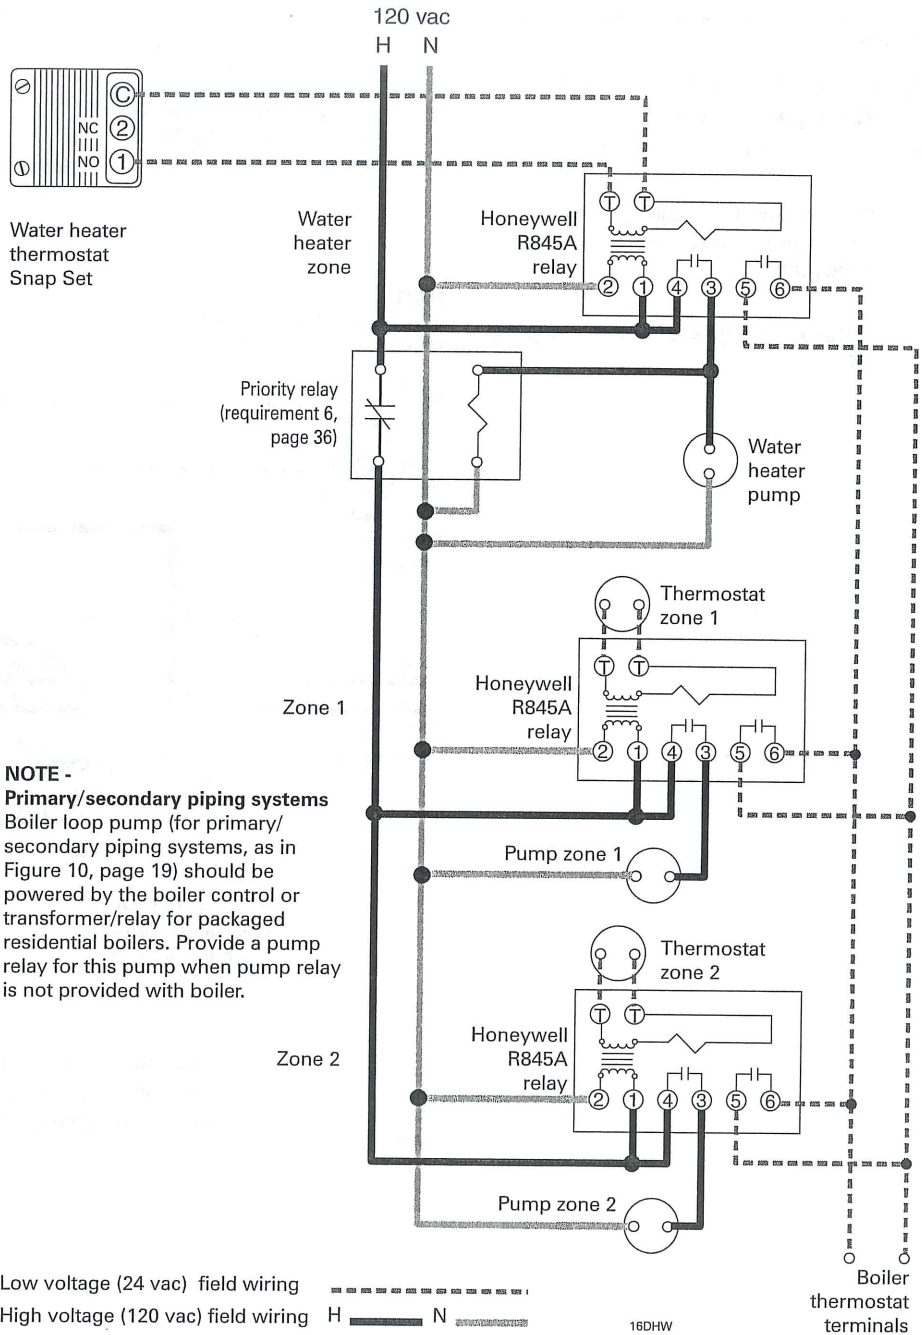 120 vac
H N
C
NC 2
NO 1
Water heater
thermostat
Snap Set
Water
heater
zone
Honeywell
R845A
relay
T T
2 1 4 3 5 6
Priority relay
(requirement 6,
page 36)
Water
heater
pump
Thermostat
zone 1
Zone 1
Honeywell
R845A
relay
T T
2 1 4 3 5 6
Pump zone 1
NOTE -
Primary/secondary piping systems
Boiler loop pump (for primary/
secondary piping systems, as in
Figure 10, page 19) should be
powered by the boiler control or
transformer/relay for packaged
residential boilers. Provide a pump
relay for this pump when pump relay
is not provided with boiler.
Thermostat
zone 2
Zone 2
Honeywell
R845A
relay
T T
2 1 4 3 5 6
Pump zone 2
Boiler
thermostat
terminals
Low voltage (24 vac) field wiring
High voltage (120 vac) field wiring H N
16DHW